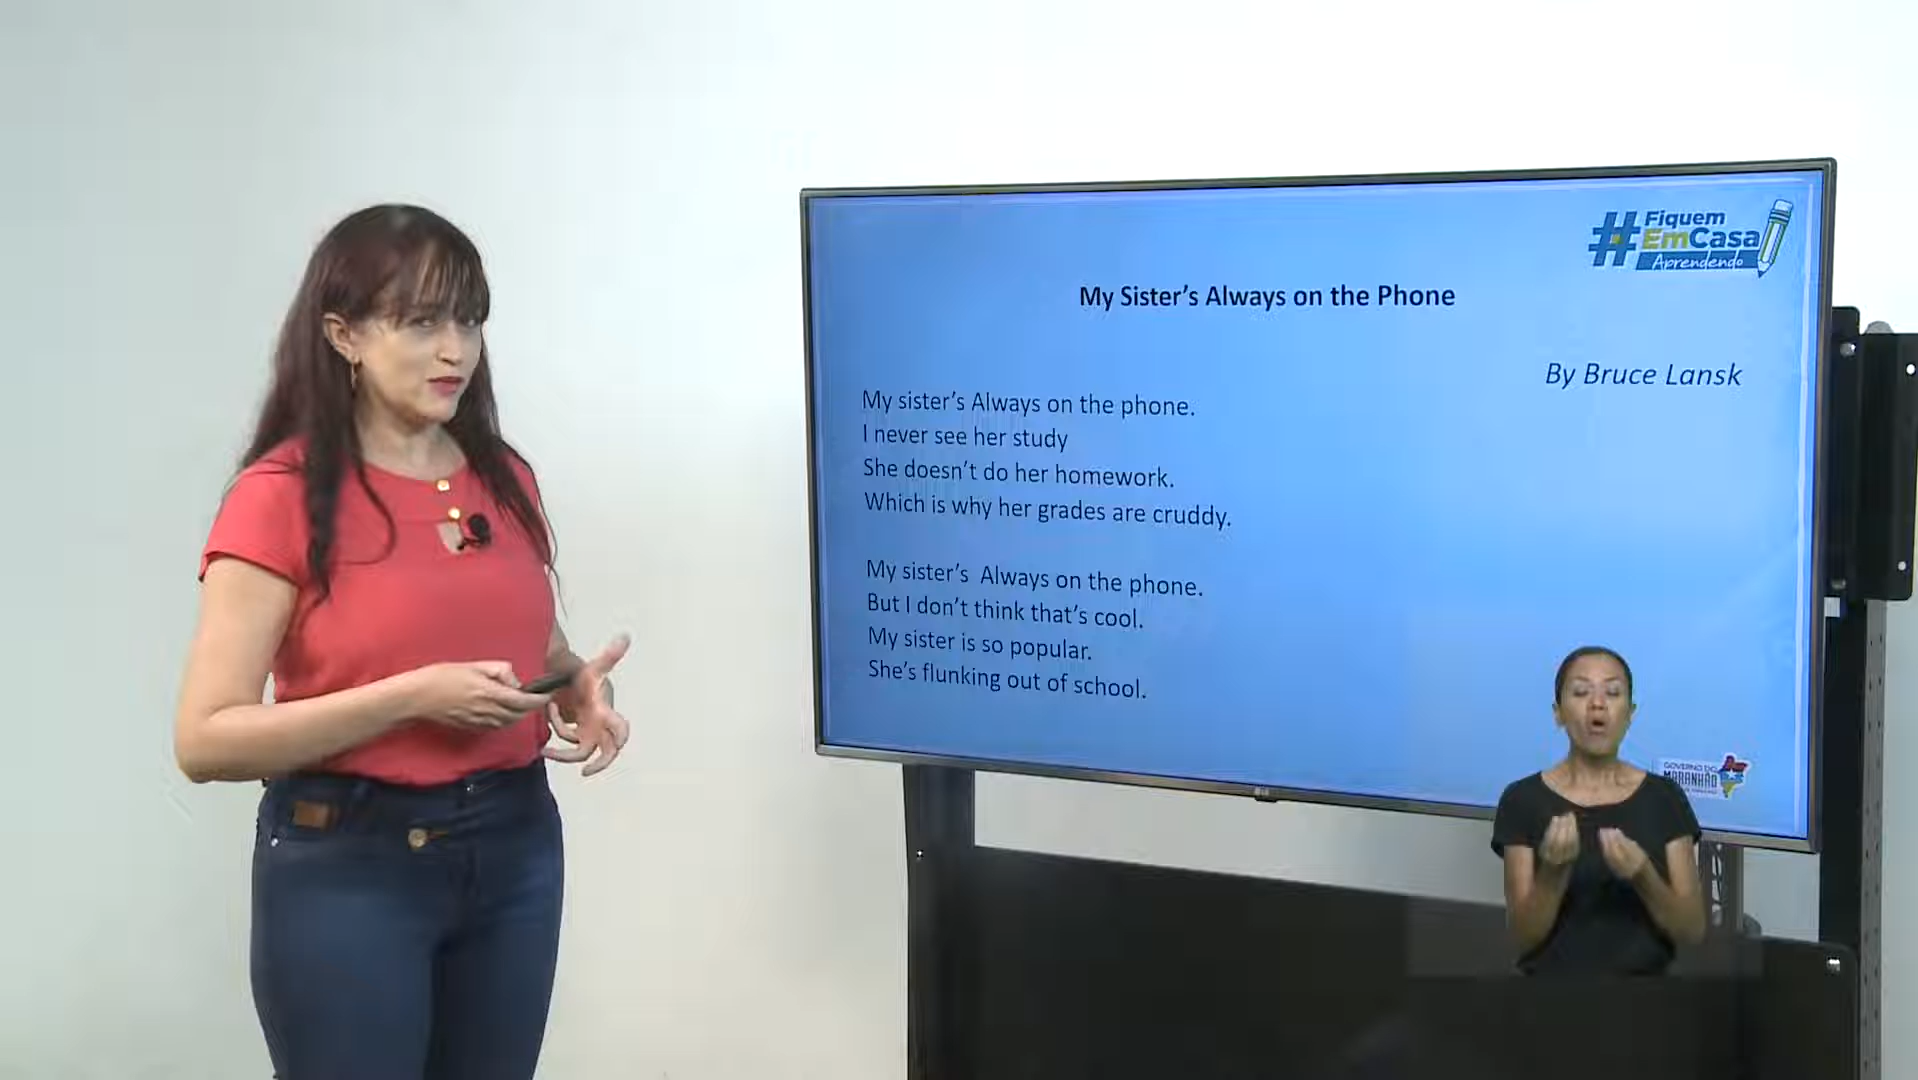 #Fiquem
EmCasa
Aprendendo
My Sister's Always on the Phone
By Bruce Lansk
My sister's Always on the phone.
I never see her study
She doesn't do her homework.
Which is why her grades are cruddy.
My sister's Always on the phone.
But I don't think that's cool.
My sister is so popular.
She's flunking out of school.
GOVERNO DO
MARANHÃO